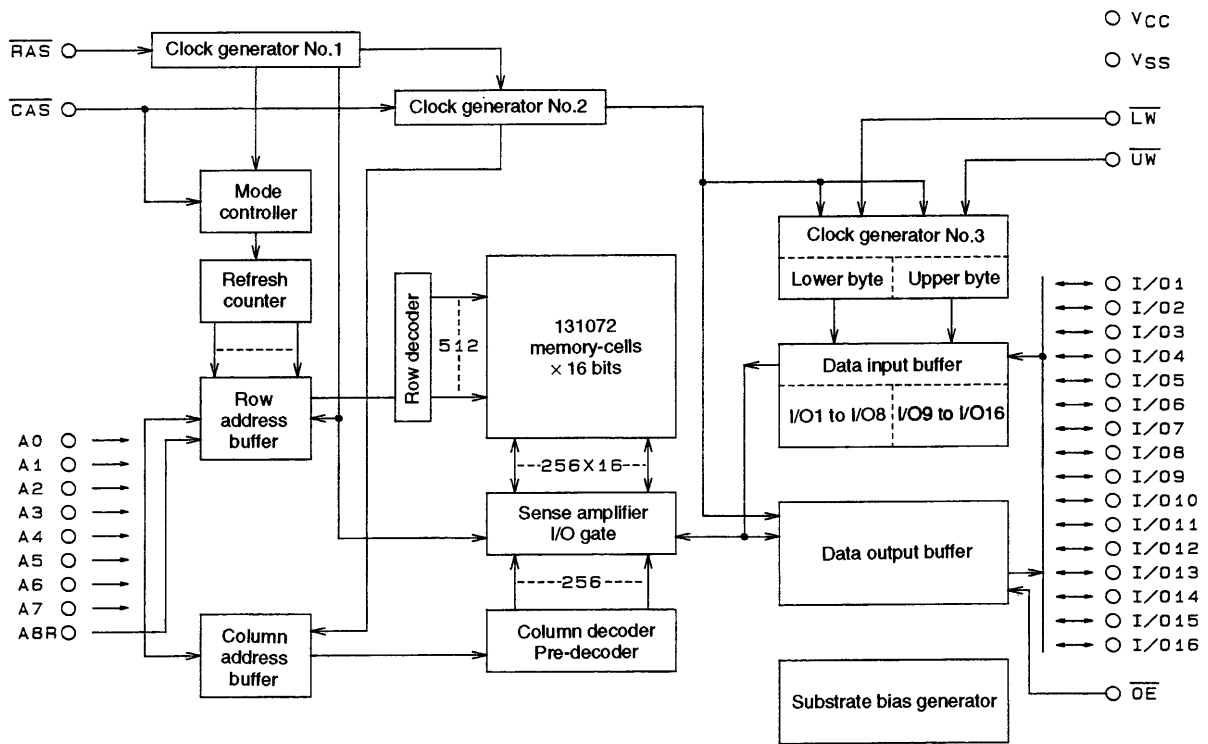 RAS
Clock generator No.1
VCC
VSS
CAS
Clock generator No.2
LW
UW
Mode
controller
Clock generator No.3
Lower byte
Upper byte
Refresh
counter
Row decoder
512
131072
memory-cells
× 16 bits
Data input buffer
I/O1 to I/O8
I/O9 to I/O16
Row
address
buffer
A0
A1
A2
A3
A4
A5
A6
A7
A8R
256X16
Sense amplifier
I/O gate
256
Data output buffer
Column
address
buffer
Column decoder
Pre-decoder
Substrate bias generator
I/O1
I/O2
I/O3
I/O4
I/O5
I/O6
I/O7
I/O8
I/O9
I/O10
I/O11
I/O12
I/O13
I/O14
I/O15
I/O16
OE